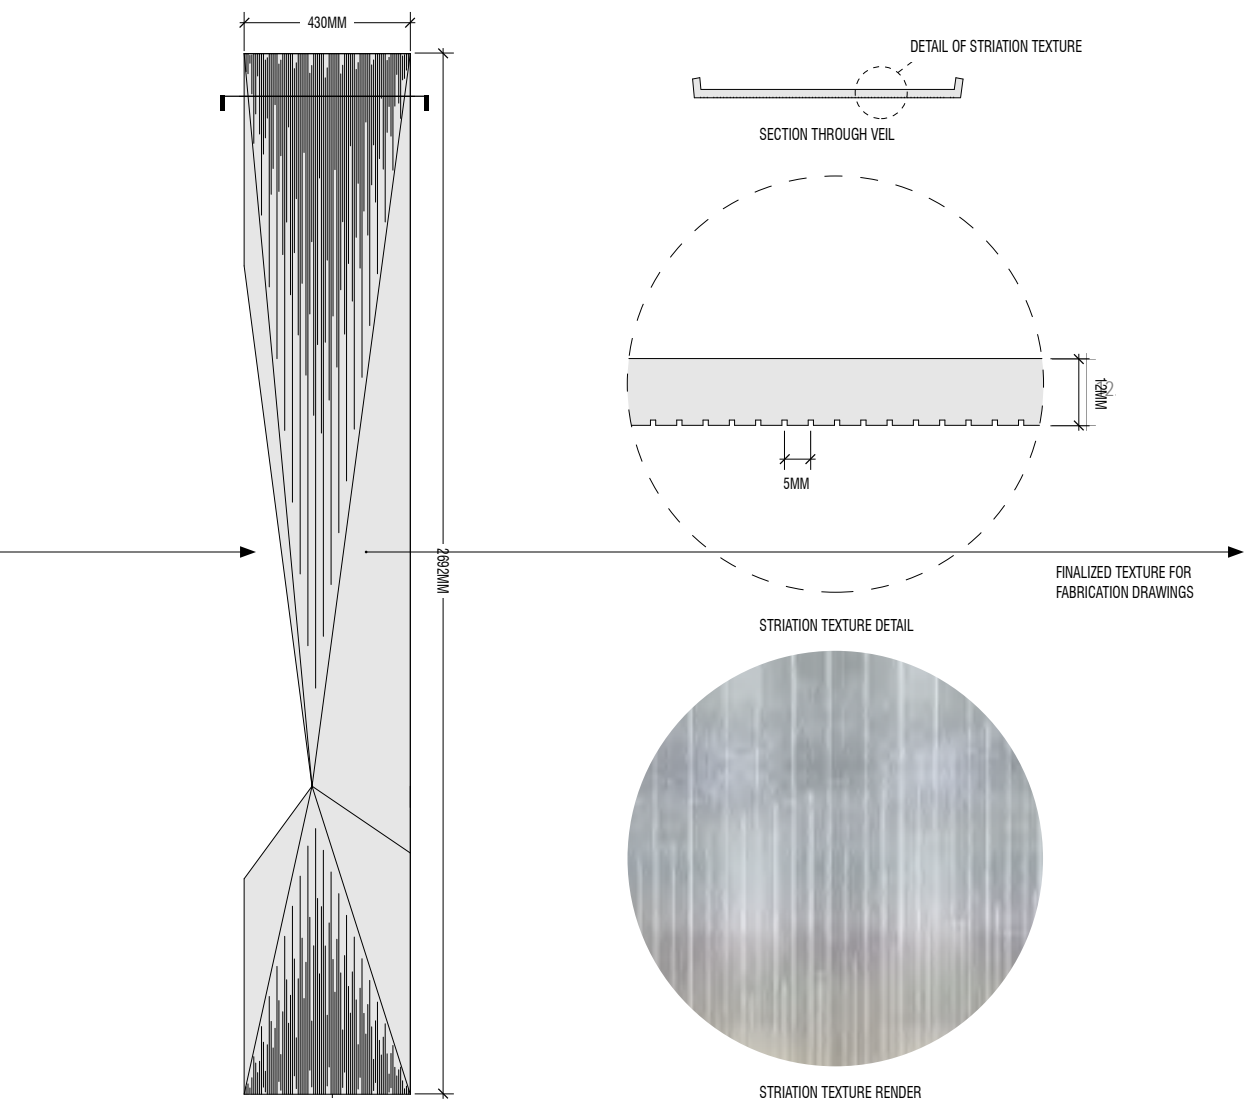 430MM
DETAIL OF STRIATION TEXTURE
SECTION THROUGH VEIL
12MM
5MM
2692MM
FINALIZED TEXTURE FOR
FABRICATION DRAWINGS
STRIATION TEXTURE DETAIL
STRIATION TEXTURE RENDER